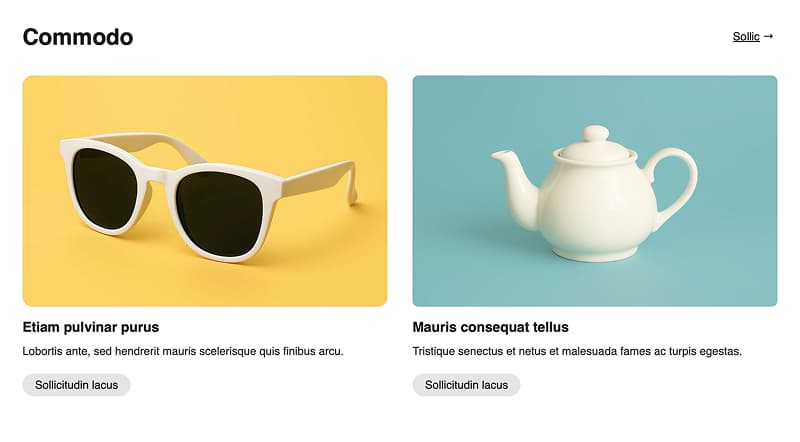 Commodo
Sollic →
Etiam pulvinar purus
Lobortis ante, sed hendrerit mauris scelerisque quis finibus arcu.
Sollicitudin lacus
Mauris consequat tellus
Tristique senectus et netus et malesuada fames ac turpis egestas.
Sollicitudin lacus